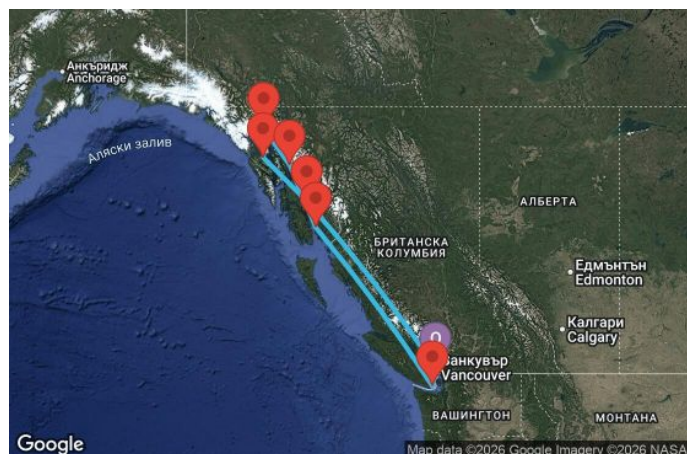 Анкъридж
Anchorage
Аляски залив
АЛБЕРТА
БРИТАНСКА
КОЛУМБИЯ
Едмънтън
Edmonton
Калгари
Calgary
Ванкувър
Vancouver
ВАШИНГТОН
МОНТАНА
Google
Map data ©2026 Google Imagery ©2026 NASA